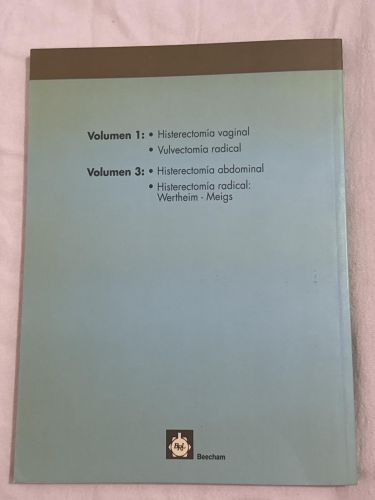 Volumen 1: • Histerectomía vaginal
• Vulvectomía radical
Volumen 3: • Histerectomía abdominal
• Histerectomía radical:
Wertheim - Meigs
Beecham